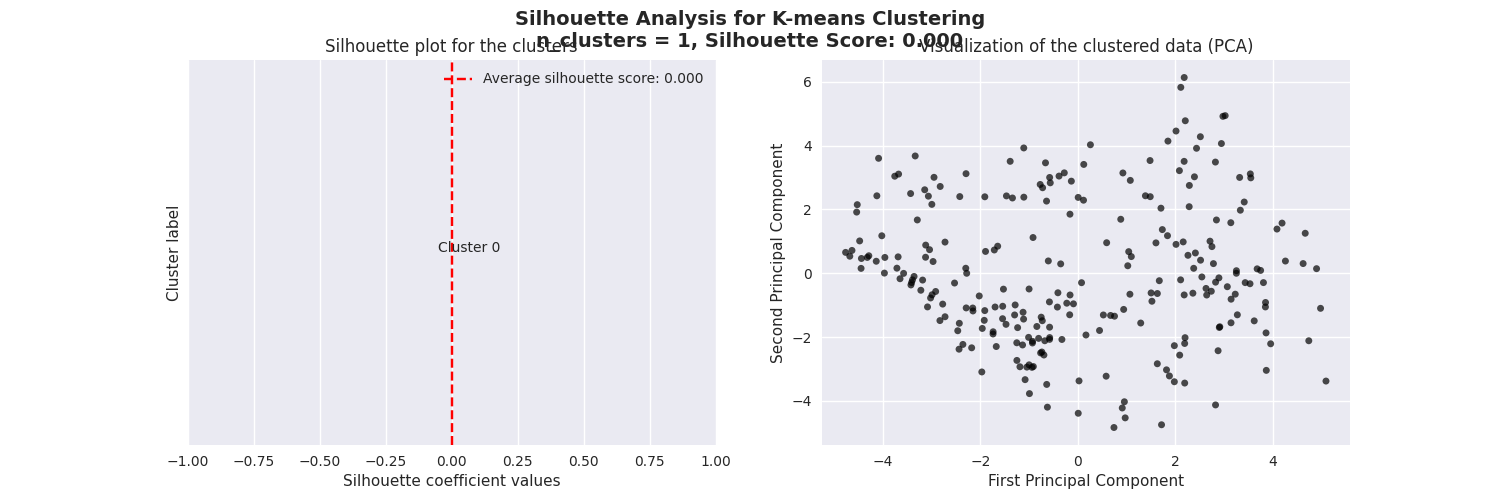 Silhouette Analysis for K-means Clustering
n_clusters = 1, Silhouette Score: 0.000
Silhouette plot for the clusters
Visualization of the clustered data (PCA)
Average silhouette score: 0.000
Cluster 0
Cluster label
−1.00 −0.75 −0.50 −0.25 0.00 0.25 0.50 0.75 1.00
Silhouette coefficient values
Second Principal Component
6
4
2
0
−2
−4
−4 −2 0 2 4
First Principal Component